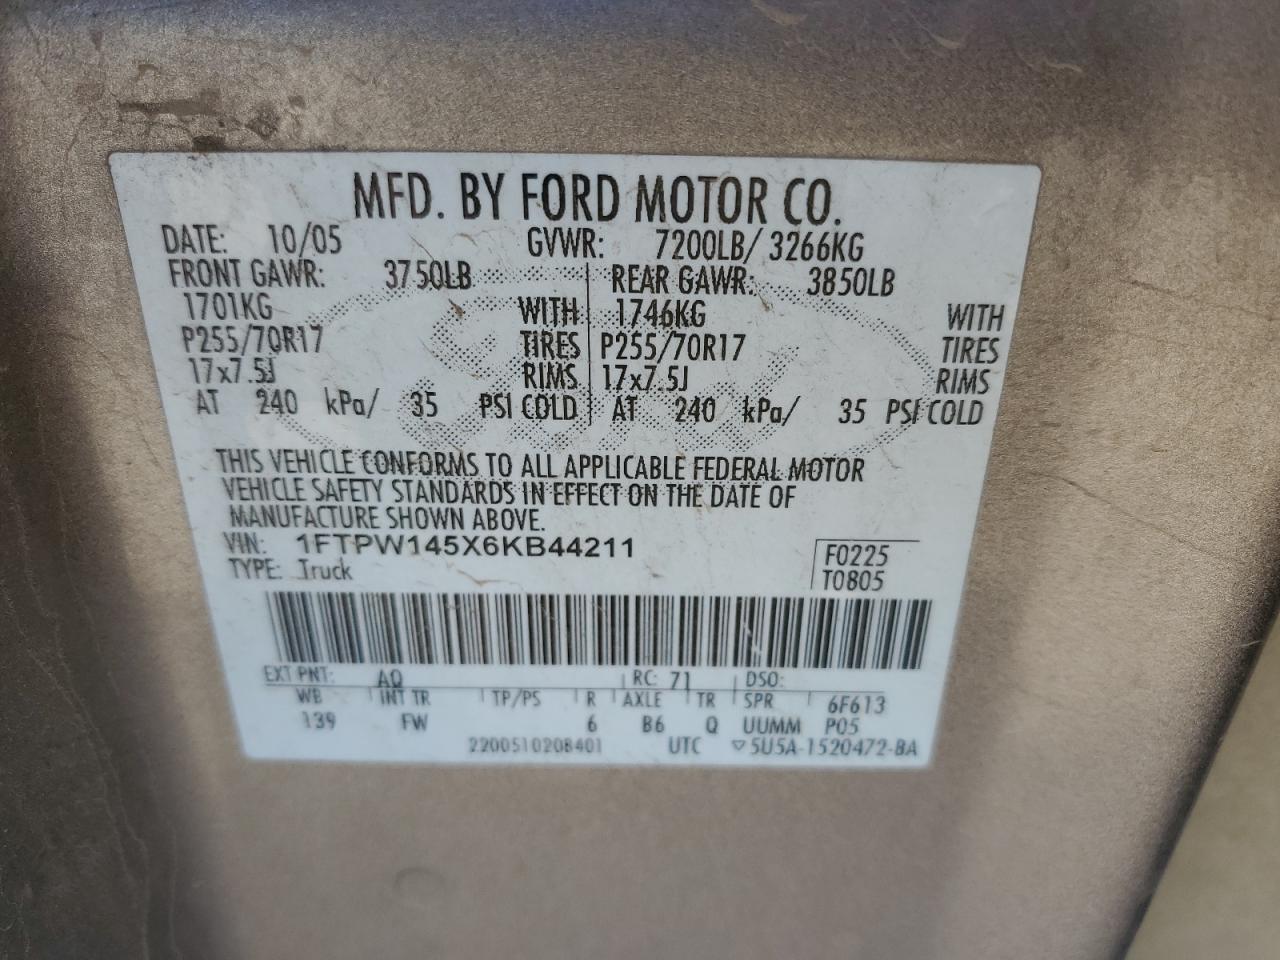 MFD. BY FORD MOTOR CO.
DATE: 10/05 GVWR: 7200LB/ 3266KG
FRONT GAWR: 3750LB REAR GAWR: 3850LB
1701KG WITH 1746KG WITH
P255/70R17 TIRES P255/70R17 TIRES
17x7.5J RIMS 17x7.5J RIMS
AT 240 kPa/ 35 PSI COLD AT 240 kPa/ 35 PSI COLD
THIS VEHICLE CONFORMS TO ALL APPLICABLE FEDERAL MOTOR
VEHICLE SAFETY STANDARDS IN EFFECT ON THE DATE OF
MANUFACTURE SHOWN ABOVE.
VIN: 1FTPW145X6KB44211 F0225
TYPE: Truck T0805
EXT PNT: AQ RC: 71 DSO:
WB INT TR TP/PS R AXLE TR SPR 6F613
139 FW 6 B6 Q UUMM P05
2200510208401 UTC ▽5U5A-1520472-BA